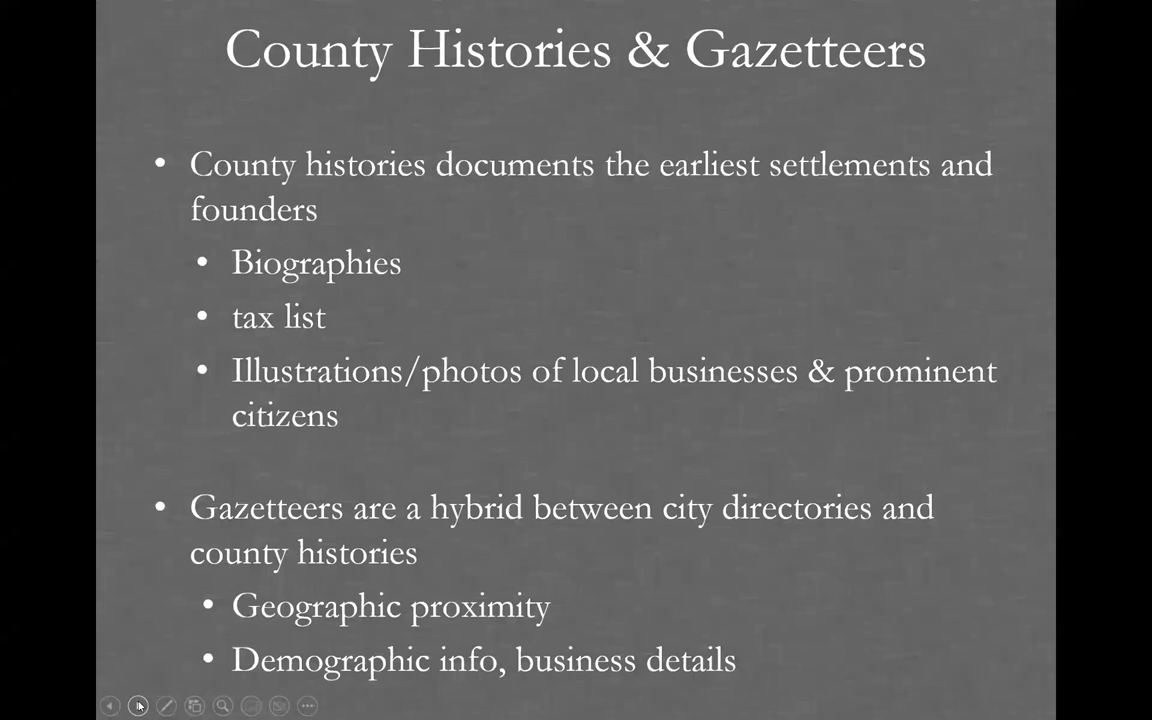 County Histories & Gazetteers
• County histories documents the earliest settlements and
founders
• Biographies
• tax list
• Illustrations/photos of local businesses & prominent
citizens
• Gazetteers are a hybrid between city directories and
county histories
• Geographic proximity
• Demographic info, business details